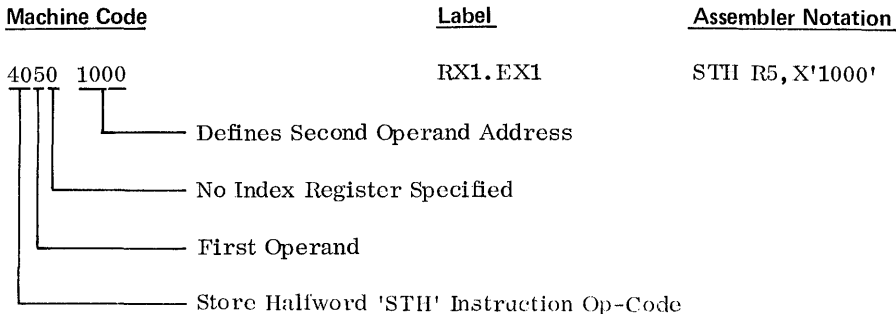 Machine Code Label Assembler Notation
4050 1000 RX1.EX1 STH R5,X'1000'
Defines Second Operand Address
No Index Register Specified
First Operand
Store Halfword 'STH' Instruction Op-Code